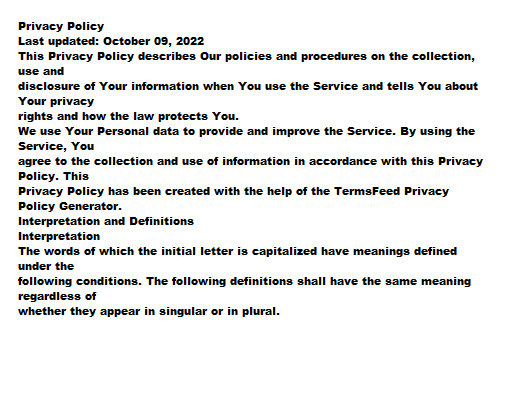 Privacy Policy
Last updated: October 09, 2022
This Privacy Policy describes Our policies and procedures on the collection,
use and
disclosure of Your information when You use the Service and tells You about
Your privacy
rights and how the law protects You.
We use Your Personal data to provide and improve the Service. By using the
Service, You
agree to the collection and use of information in accordance with this Privacy
Policy. This
Privacy Policy has been created with the help of the TermsFeed Privacy
Policy Generator.
Interpretation and Definitions
Interpretation
The words of which the initial letter is capitalized have meanings defined
under the
following conditions. The following definitions shall have the same meaning
regardless of
whether they appear in singular or in plural.